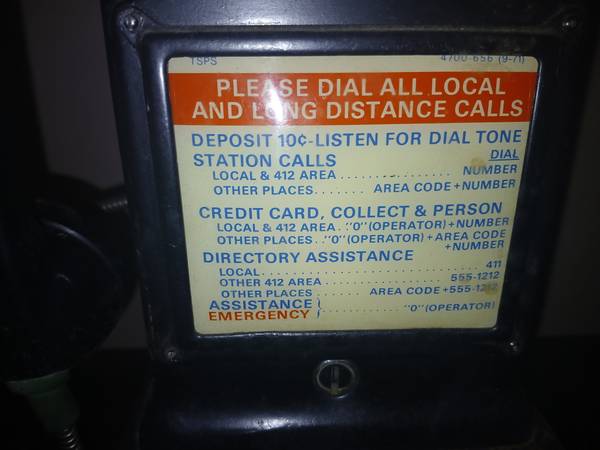 TSPS 4700-656 (9-71)
PLEASE DIAL ALL LOCAL
AND LONG DISTANCE CALLS
DEPOSIT 10¢-LISTEN FOR DIAL TONE
STATION CALLS DIAL
LOCAL & 412 AREA . . . . . . . . . . . . . . . NUMBER
OTHER PLACES. . . . . . . AREA CODE+NUMBER
CREDIT CARD, COLLECT & PERSON
LOCAL & 412 AREA . ."0"(OPERATOR)+NUMBER
OTHER PLACES. ."0"(OPERATOR)+AREA CODE
+NUMBER
DIRECTORY ASSISTANCE
LOCAL. . . . . . . . . . . . . . . . . . . . . . . . . . . . 411
OTHER 412 AREA . . . . . . . . . . . . . . . . 555-1212
OTHER PLACES . . . . . . . AREA CODE+555-1212
ASSISTANCE
EMERGENCY . . . . . . . . . . . . . "0"(OPERATOR)